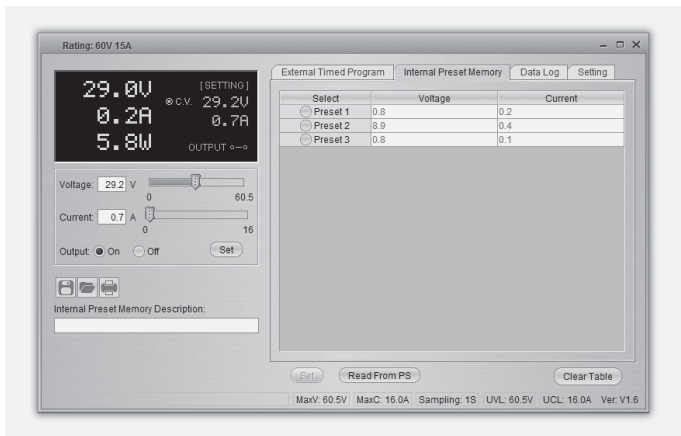 Rating: 60V 15A
29.0V
0.2A
5.8W
[SETTING]
C.V. 29.2V
0.7A
OUTPUT
Voltage: 29.2 V
0 60.5
Current: 0.7 A
0 16
Output: On Off Set
Internal Preset Memory Description:
External Timed Program Internal Preset Memory Data Log Setting
Select Voltage Current
Preset 1 0.8 0.2
Preset 2 8.9 0.4
Preset 3 0.8 0.1
Set Read From PS Clear Table
MaxV: 60.5V MaxC: 16.0A Sampling: 1S UVL: 60.5V UCL: 16.0A Ver: V1.6